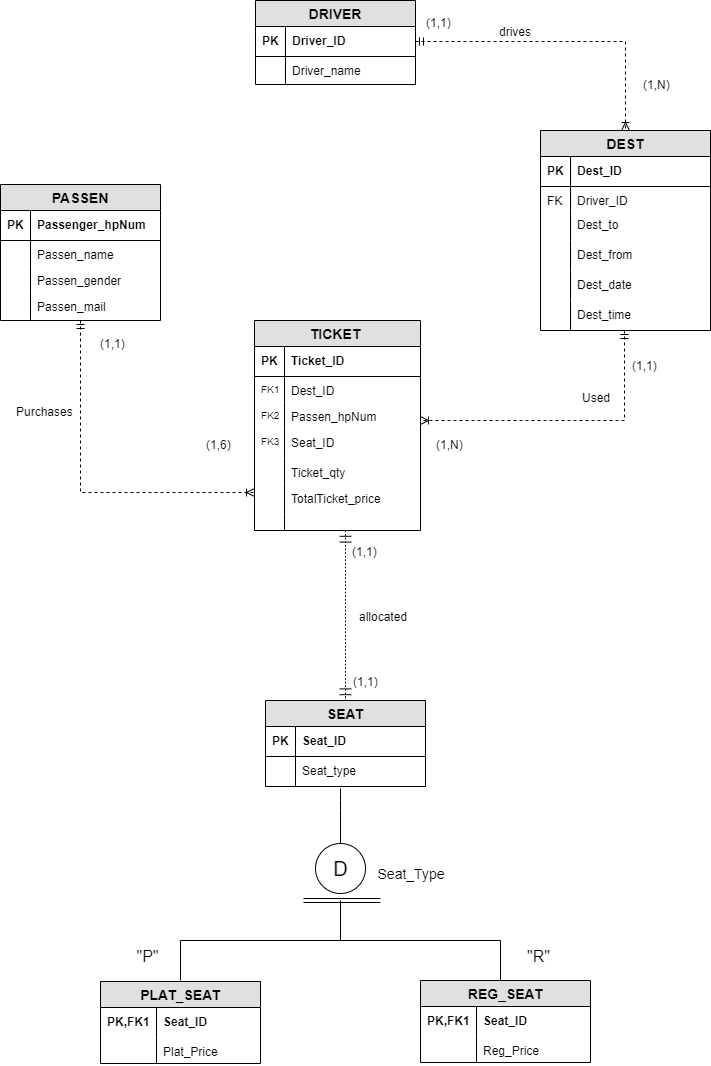 DRIVER
PK Driver_ID
Driver_name
(1,1)
drives
(1,N)
DEST
PK Dest_ID
FK Driver_ID
Dest_to
Dest_from
Dest_date
Dest_time
PASSEN
PK Passenger_hpNum
Passen_name
Passen_gender
Passen_mail
(1,1)
Purchases
(1,6)
TICKET
PK Ticket_ID
FK1 Dest_ID
FK2 Passen_hpNum
FK3 Seat_ID
Ticket_qty
TotalTicket_price
(1,1)
Used
(1,N)
(1,1)
allocated
(1,1)
SEAT
PK Seat_ID
Seat_type
D
Seat_Type
"P"
"R"
PLAT_SEAT
PK,FK1 Seat_ID
Plat_Price
REG_SEAT
PK,FK1 Seat_ID
Reg_Price